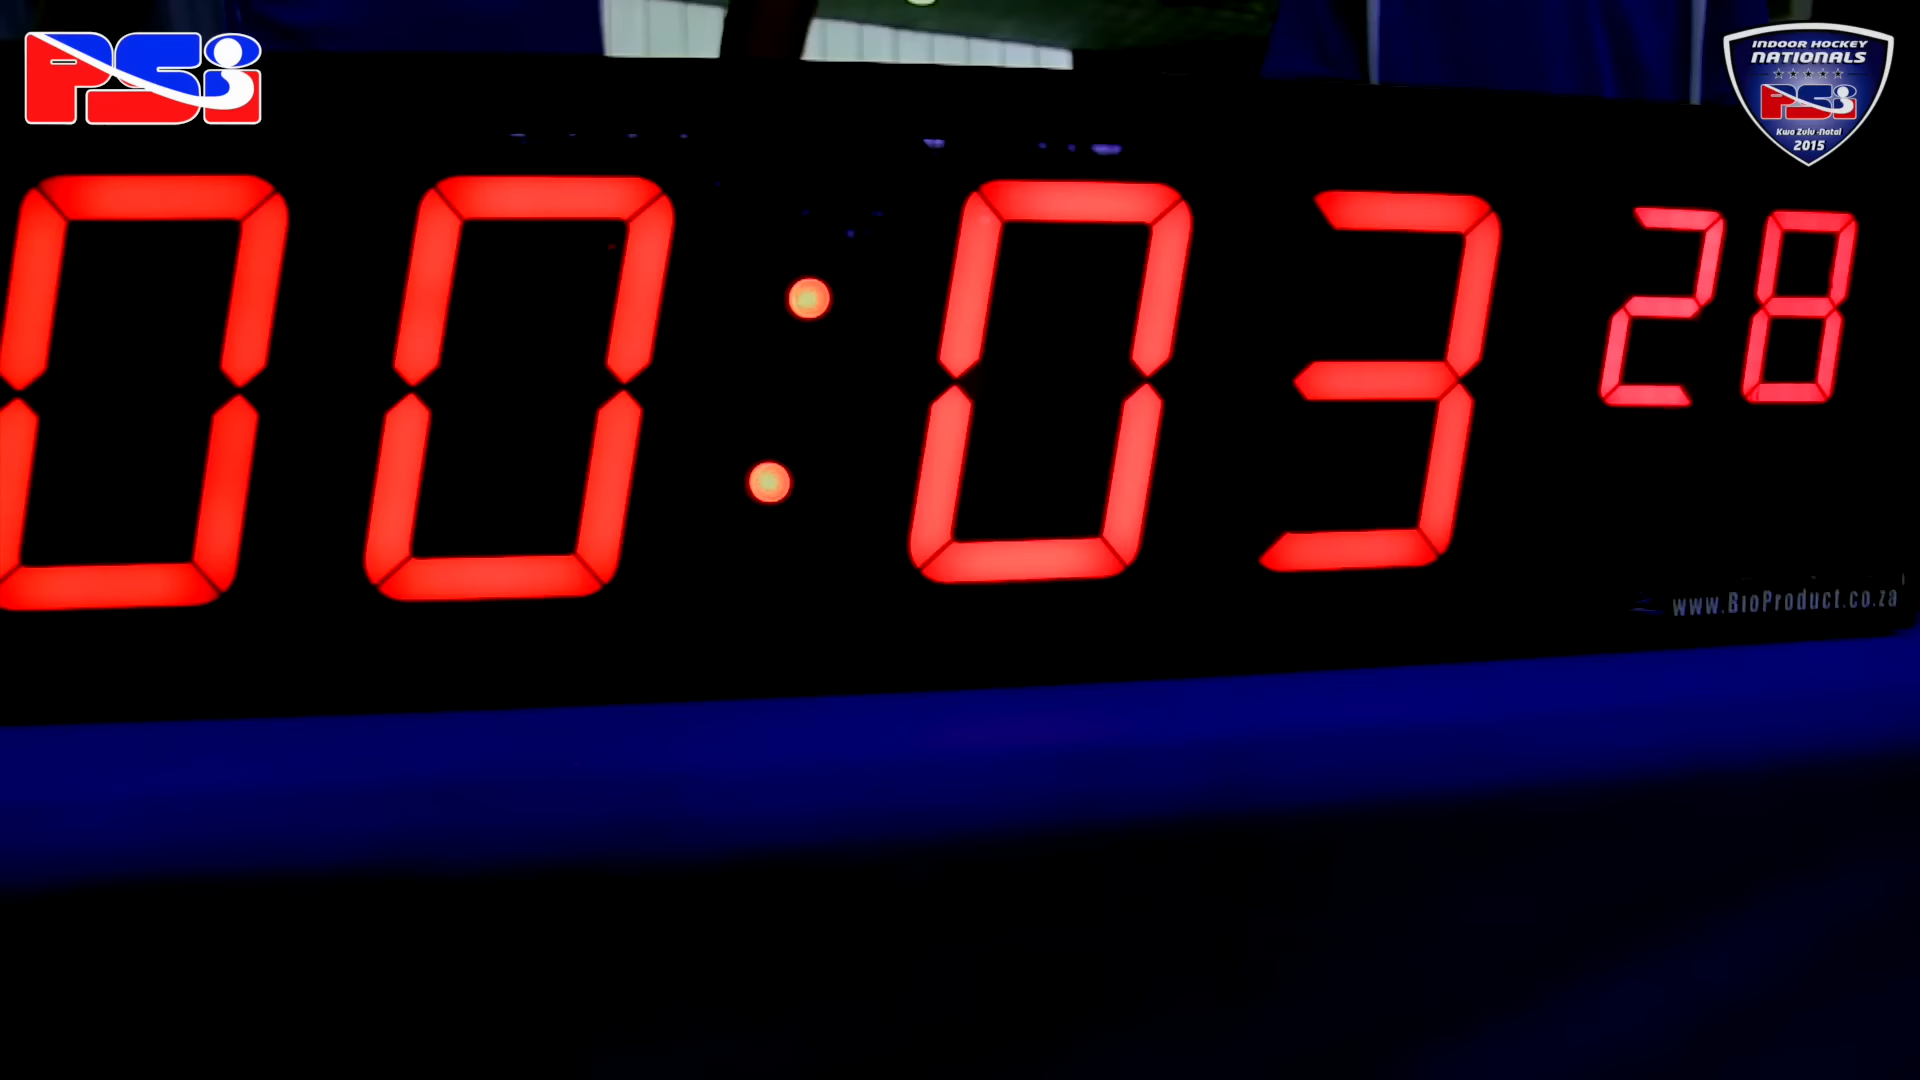 PSi
INDOOR HOCKEY
NATIONALS
PSi
Kwa Zulu-Natal
2015
00:03 28
www.BioProduct.co.za